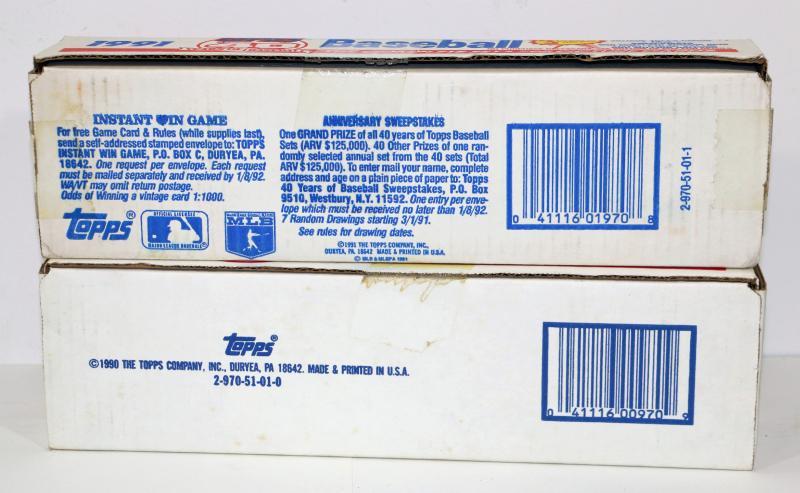 1991 Baseball
INSTANT WIN GAME
For free Game Card & Rules (while supplies last),
send a self-addressed stamped envelope to: TOPPS
INSTANT WIN GAME, P.O. BOX C, DURYEA, PA.
18642. One request per envelope. Each request
must be mailed separately and received by 1/8/92.
WA/VT may omit return postage.
Odds of Winning a vintage card 1:1000.
TOPPS®
OFFICIAL LICENSEE
MAJOR LEAGUE BASEBALL®
MLB
ANNIVERSARY SWEEPSTAKES
One GRAND PRIZE of all 40 years of Topps Baseball
Sets (ARV $125,000). 40 Other Prizes of one ran-
domly selected annual set from the 40 sets (Total
ARV $125,000). To enter mail your name, complete
address and age on a plain piece of paper to: Topps
40 Years of Baseball Sweepstakes, P.O. Box
9510, Westbury, N.Y. 11592. One entry per enve-
lope which must be received no later than 1/8/92.
7 Random Drawings starting 3/1/91.
See rules for drawing dates.
©1991 THE TOPPS COMPANY, INC.,
DURYEA, PA 18642 MADE & PRINTED IN U.S.A.
© MLB & MLBPA 1991
0 41116 01970 8
2-970-51-01-1
TOPPS®
©1990 THE TOPPS COMPANY, INC., DURYEA, PA 18642. MADE & PRINTED IN U.S.A.
2-970-51-01-0
0 41116 00970 9